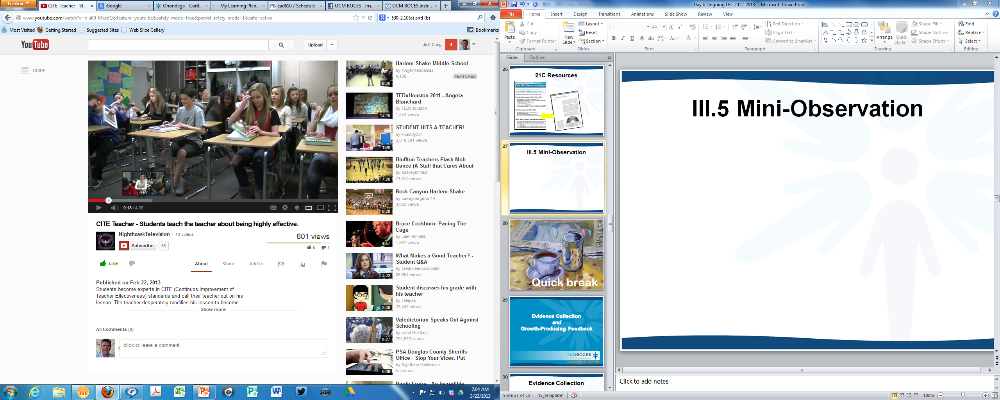 Firefox
CITE Teacher - St...
iGoogle
Onondaga - Cortl...
My Learning Plan...
ead610 / Schedule
OCM BOCES - Ins...
OCM BOCES Instr...
www.youtube.com/watch?v=o_sK0_MesdQ&feature=youtu.be&safety_mode=true&persist_safety_mode=1&safe=active
§30-2.10(a) and (b)
Most Visited
Getting Started
Suggested Sites
Web Slice Gallery
Bookmarks
YouTube
Upload
Jeff Craig
1
GUIDE
0:57
0:18 / 4:28
CITE Teacher - Students teach the teacher about being highly effective.
NighthawkTelevision · 13 videos
Subscribe
58
601 views
6
1
Like
About
Share
Add to
Published on Feb 22, 2013
Students become experts in CITE (Continuos Improvement of
Teacher Effectiveness) standards and call their teacher out on his
lesson. The teacher desperately modifies his lesson to become
Show more
All Comments (0)
click to leave a comment
Harlem Shake Middle School
by Angel Kendamas
4,106
FEATURED
0:30
TEDxHouston 2011 - Angela
Blanchard
by TEDxHouston
1,554 views
12:48
STUDENT HITS A TEACHER!
by khalody321
2,010,501 views
1:08
Bluffton Teachers Flash Mob
Dance (A Staff that Cares About
by bdaileybhmsd
74,610 views
7:26
Rock Canyon Harlem Shake
by caseybergeron14
3,063 views
0:28
Bruce Cockburn: Pacing The
Cage
by Liam Romalis
1,587 views
4:57
What Makes a Good Teacher? -
Student Q&A
by creativeeducationltd
86,654 views
3:32
Student discusses his grade with
his teacher
by Telapas
78,447 views
2:39
Valedictorian Speaks Out Against
Schooling
by Erica Goldson
792,570 views
9:27
PSA Douglas County Sheriffs
Office - Stop Your Vices, Put
by NighthawkTelevision
No views
0:36
Paulo Freire - An Incredible
7:04 AM
3/22/2013
Day 4 Ongoing LET 2012-2013 - Microsoft PowerPoint
File
Home
Insert
Design
Transitions
Animations
Slide Show
Review
View
Paste
Cut
Copy
Format Painter
Clipboard
New
Slide
Layout
Reset
Section
Slides
44
Font
Text Direction
Align Text
Convert to SmartArt
Paragraph
Arrange
Quick
Styles
Shape Fill
Shape Outline
Shape Effects
Drawing
Find
Replace
Select
Editing
Slides
Outline
26
21C Resources
OCM BOCES Instructional Suppo
27
III.5 Mini-Observation
28
Quick break
29
Evidence Collection
and
Growth-Producing Feedback
OCMBOCES
INSTRUCTIONAL SUPPORT
30
Evidence Collection
III.5 Mini-Observation
Click to add notes
Slide 27 of 55
"IS_template"
100%